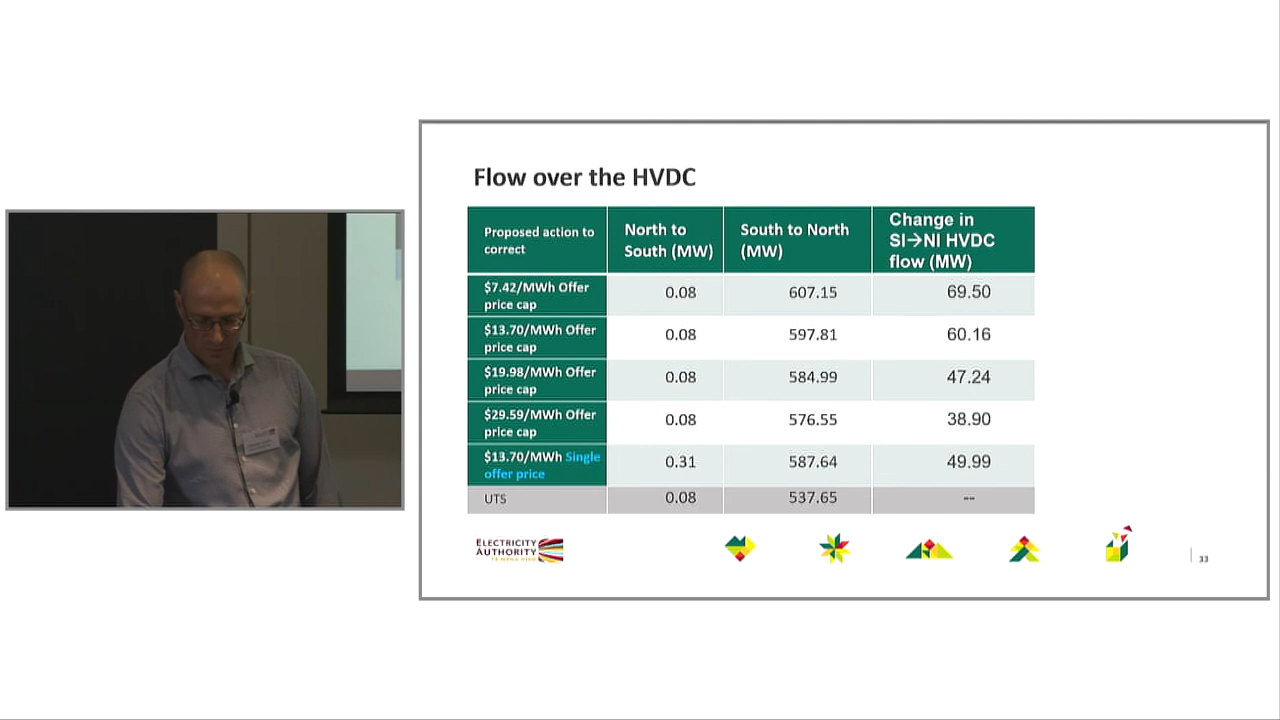 Flow over the HVDC
Proposed action to
correct
North to
South (MW)
South to North
(MW)
Change in
SI→NI HVDC
flow (MW)
$7.42/MWh Offer
price cap
0.08
607.15
69.50
$13.70/MWh Offer
price cap
0.08
597.81
60.16
$19.98/MWh Offer
price cap
0.08
584.99
47.24
$29.59/MWh Offer
price cap
0.08
576.55
38.90
$13.70/MWh Single
offer price
0.31
587.64
49.99
UTS
0.08
537.65
--
ELECTRICITY
AUTHORITY
TE MANA HIKO
33